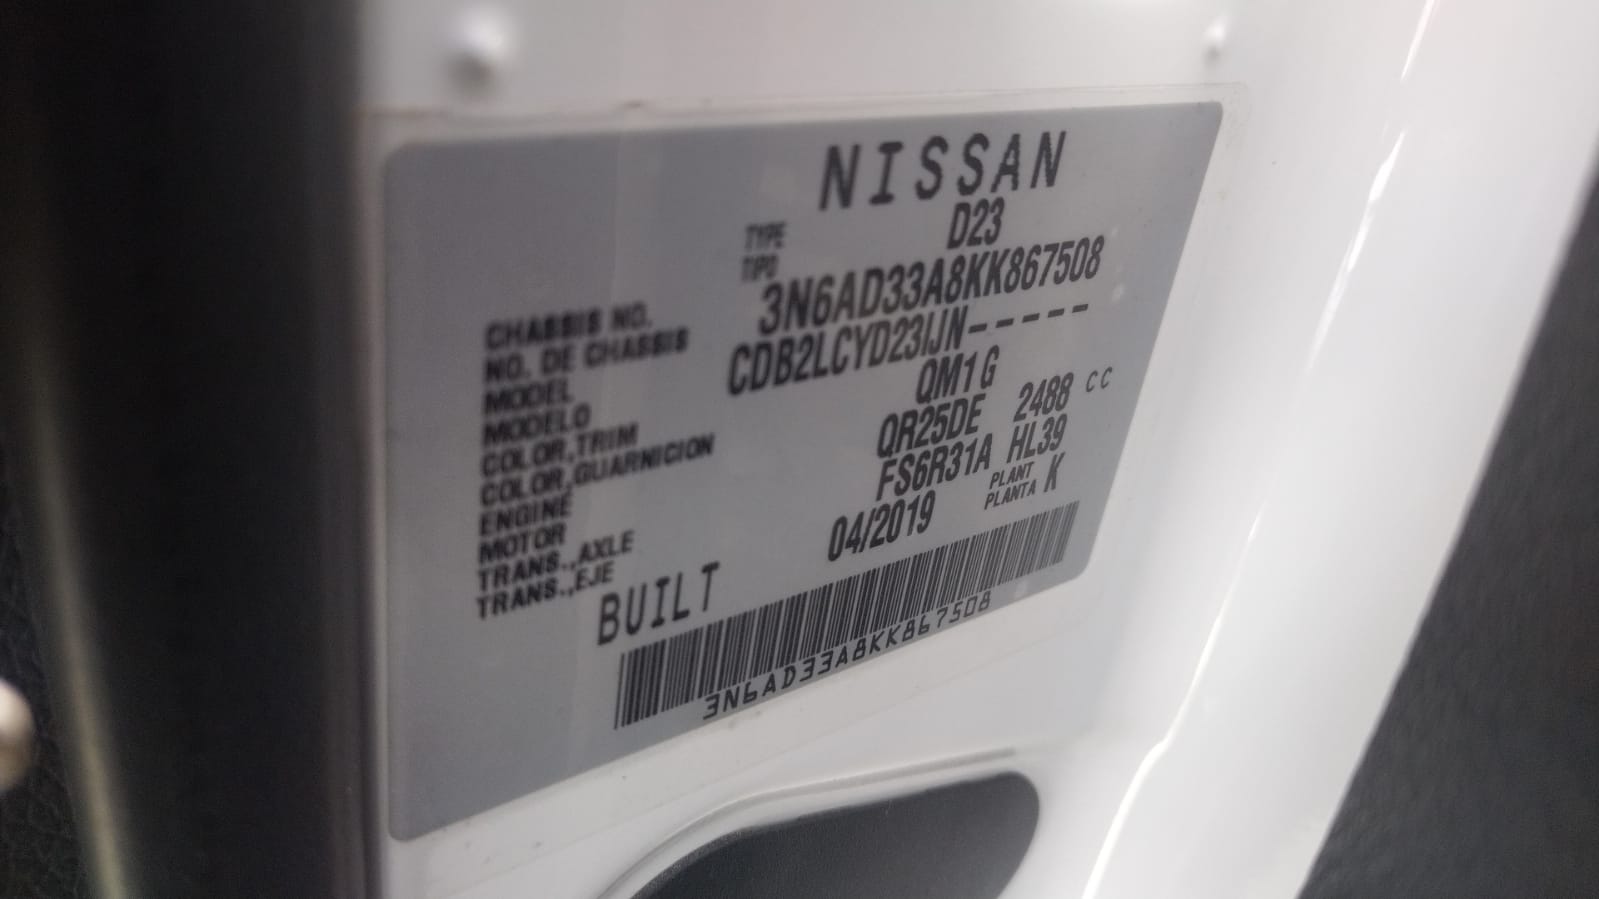 NISSAN
TYPE
TIPO
D23
CHASSIS NO.
NO. DE CHASSIS
3N6AD33A8KK867508
MODEL
MODELO
CDB2LCYD23IJN-----
COLOR,TRIM
COLOR,GUARNICION
QM1 G
ENGINE
MOTOR
QR25DE 2488 CC
TRANS.,AXLE
TRANS.,EJE
FS6R31A HL39
BUILT 04/2019
PLANT
PLANTA K
3N6AD33A8KK867508